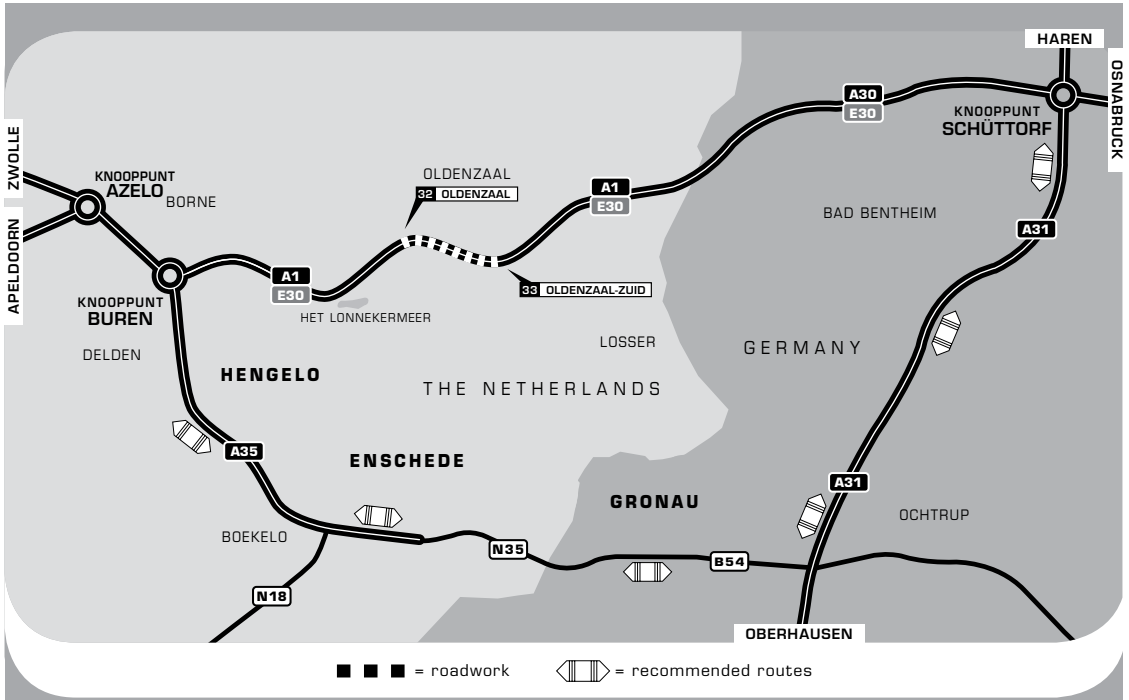 HAREN
OSNABRUCK
A30
E30
KNOOPPUNT
SCHÜTTORF
ZWOLLE
KNOOPPUNT
AZELO
BORNE
OLDENZAAL
32 OLDENZAAL
A1
E30
BAD BENTHEIM
A31
APELDOORN
A1
E30
33 OLDENZAAL-ZUID
KNOOPPUNT
BUREN
HET LONNEKERMEER
DELDEN
LOSSER
GERMANY
HENGELO
THE NETHERLANDS
A35
ENSCHEDE
A31
GRONAU
OCHTRUP
BOEKELO
N35
B54
N18
OBERHAUSEN
= roadwork
= recommended routes